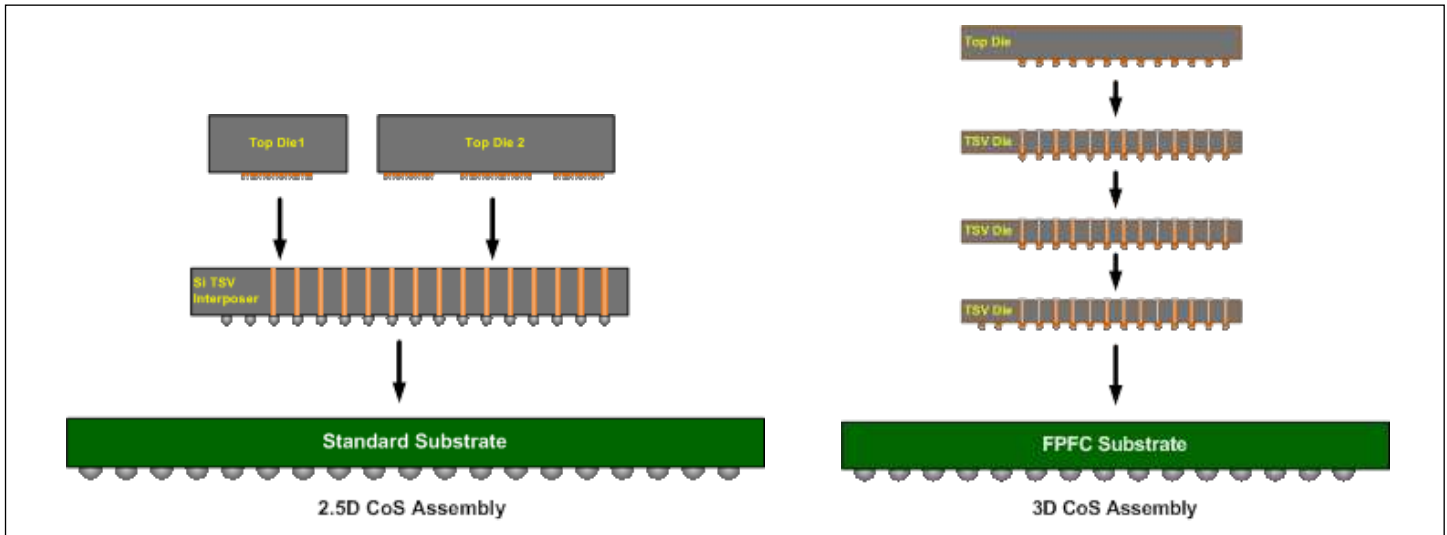 Top Die1
Top Die 2
Si TSV
Interposer
Standard Substrate
2.5D CoS Assembly
Top Die
TSV Die
TSV Die
TSV Die
FPFC Substrate
3D CoS Assembly